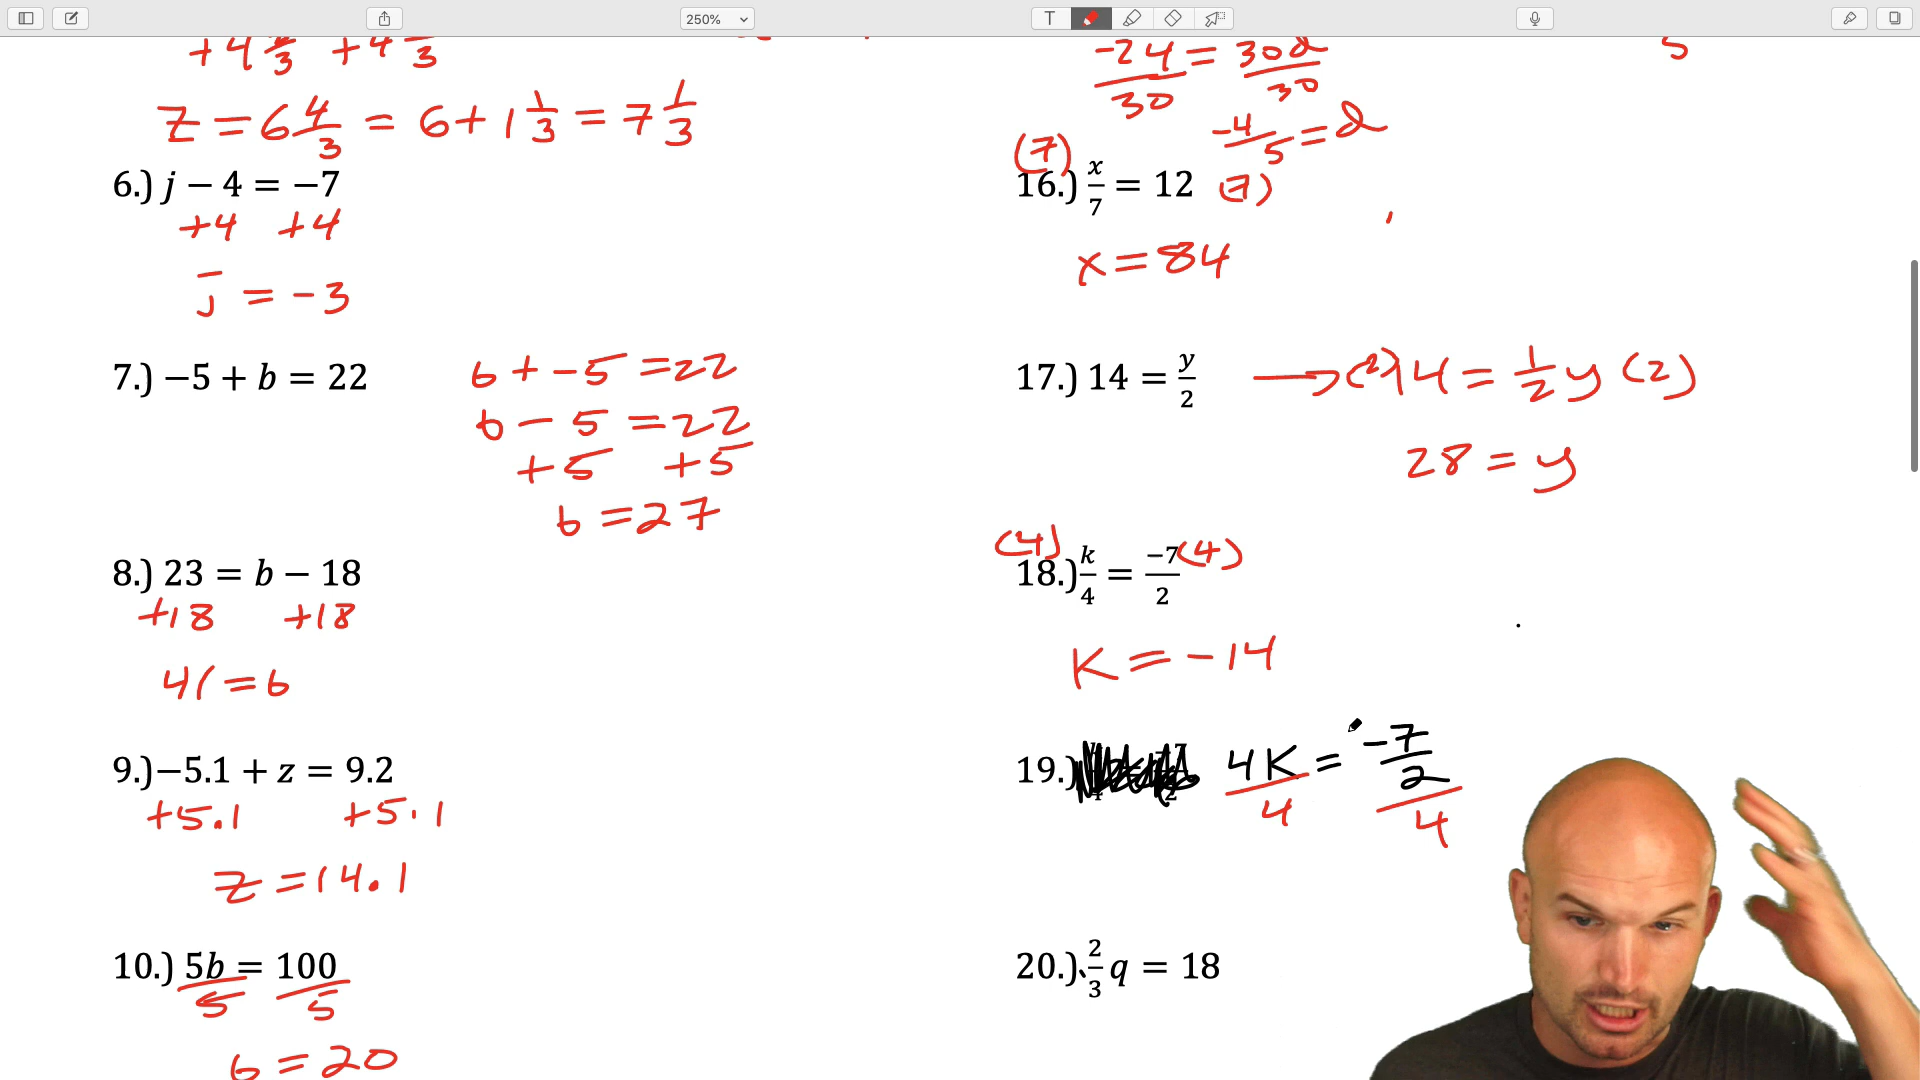 250%
T
+4 1/3 +4 1/3
z = 6 4/3 = 6 + 1 1/3 = 7 1/3
6.) j − 4 = −7
+4 +4
j = -3
7.) −5 + b = 22
b + -5 = 22
b - 5 = 22
+5 +5
b = 27
8.) 23 = b − 18
+18 +18
41 = b
9.) −5.1 + z = 9.2
+5.1 +5.1
z = 14.1
10.) 5b = 100
5 5
b = 20
-24/30 = 30d/30
-4/5 = d
5
(7)
16.) x/7 = 12 (7)
x = 84
17.) 14 = y/2 → (2)14 = 1/2 y (2)
28 = y
(4) (4)
18.) k/4 = −7/2
K = -14
19.) 4K = -7/2
4 4
20.) 2/3 q = 18